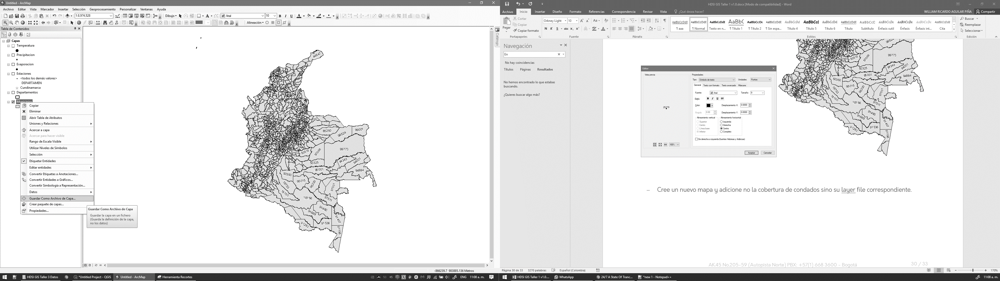 Untitled - ArcMap
Archivo Editar Vista Marcador Insertar Selección Geoprocesamiento Personalizar Ventanas Ayuda
1:8,974,528
Dibujo
Arial
10
Alineación
Tabla de Contenidos
Capas
Temperatura
Precipitacion
Evaporacion
Estaciones
<todos los demás valores>
DEPARTAMEN
Cundinamarca
Departamentos
Municipios
Copiar
Eliminar
Abrir Tabla de Atributos
Uniones y Relaciones
Acercar a capa
Acercar para hacer visible
Rango de Escala Visible
Utilizar Niveles de Símbolos
Selección
Etiquetar Entidades
Editar entidades
Convertir Etiquetas a Anotaciones...
Convertir Entidades a Gráficos...
Convertir Simbología a Representación...
Datos
Guardar Como Archivo de Capa...
Crear paquete de capas...
Propiedades...
Guardar Como Archivo de Capa
Guardar la capa en un fichero
(Guarda la definición de la capa,
no los datos)
44847
85250
99524
99001
99773
50573
50568
50325
94343
94001
95001
94884
50350
95015
95200
97001
18753
18150
18756
97511
91460
91669
91407
91263
91536
91798
Catálogo
-866239.7 983885.136 Metros
HDSI GIS Taller 3 Datos
*Untitled Project - QGIS
Untitled - ArcMap
Herramienta Recortes
50 45
ENG 11:08 a. m.
HDSI GIS Taller 1 v1.0.docx [Modo de compatibilidad] - Word
Archivo Inicio Insertar Diseño Formato Referencias Correspondencia Revisar Vista ¿Qué desea hacer?
WILLIAM RICARDO AGUILAR PIÑA Compartir
Pegar
Cortar
Copiar
Copiar formato
Portapapeles
Orkney Light 10
N K S abc x₂ x²
Fuente
Párrafo
AaBbCcDdE AaBbCcDdE AaBbCcDdE AaBbC AaBbCcDc AaBbCcDdE AaBbCcDc AaBbCcL AaBbCcDc AaBbCcDdE AaBbCcD AaBbCcDc AaBbCcDc AaBbCcDc AaBbCcDdE
¶ aaa ¶ Normal Texto en n... ¶ Título 1 ¶ Título 2 ¶ Sin espa... Título 4 Título 5 Título 6 Título Subtítulo Énfasis sutil Énfasis Énfasis int... Cita
Estilos
Buscar
Reemplazar
Seleccionar
Edición
Navegación
En
No hay coincidencias
Títulos Páginas Resultados
No hemos encontrado lo que estabas
buscando.
¿Quieres buscar algo más?
Editor
Vista previa
25279
100%
Propiedades:
Tipo: Símbolo de texto Unidades: Puntos
General Texto con formato Texto avanzado Máscara
Fuente: Arial Tamaño: 9
Estilo: B I U
Color: Desplazamiento X: 0.0000
Ángulo: 0.00 Desplazamiento Y: 0.0000
Alineamiento vertical Alineamiento horizontal
Superior Izquierda
Centro Derecha
Línea base Centro
Inferior Completo
De derecha a izquierda (fuentes Hebreas y Arábicas)
Aceptar Cancelar
99524
99773
50573
50568
50325
94343
94001
95001
94884
50350
95015
95200
97001
18753
18150
18756
97511
91460
91669
91407
91263
91536
91798
– Cree un nuevo mapa y adicione no la cobertura de condados sino su layer file correspondiente.
AK.45 No.205-59 (Autopista Norte) PBX: +57(1) 668 3600 - Bogotá
30 / 33
Página 30 de 33 3270 palabras Español (Colombia)
170%
HDSI GIS Taller 1 v1.0....
WhatsApp
24/7 A State Of Tranc...
*new 1 - Notepad++
11:08 a. m.